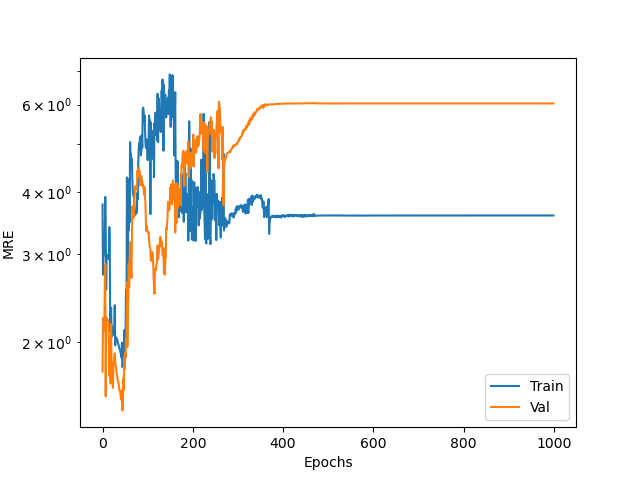 MRE
6 × 10⁰
4 × 10⁰
3 × 10⁰
2 × 10⁰
0 200 400 600 800 1000
Epochs
Train
Val